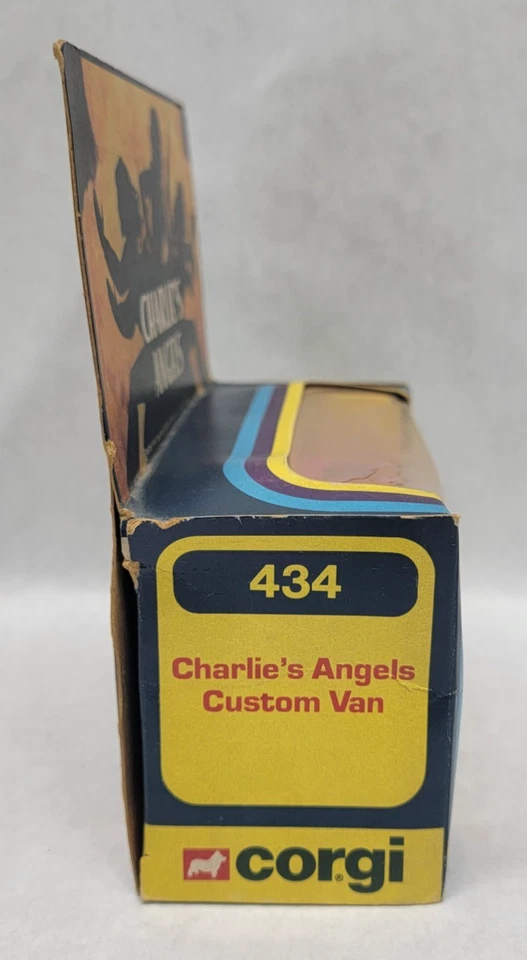 CHARLIE'S
ANGELS
434
Charlie's Angels
Custom Van
corgi®